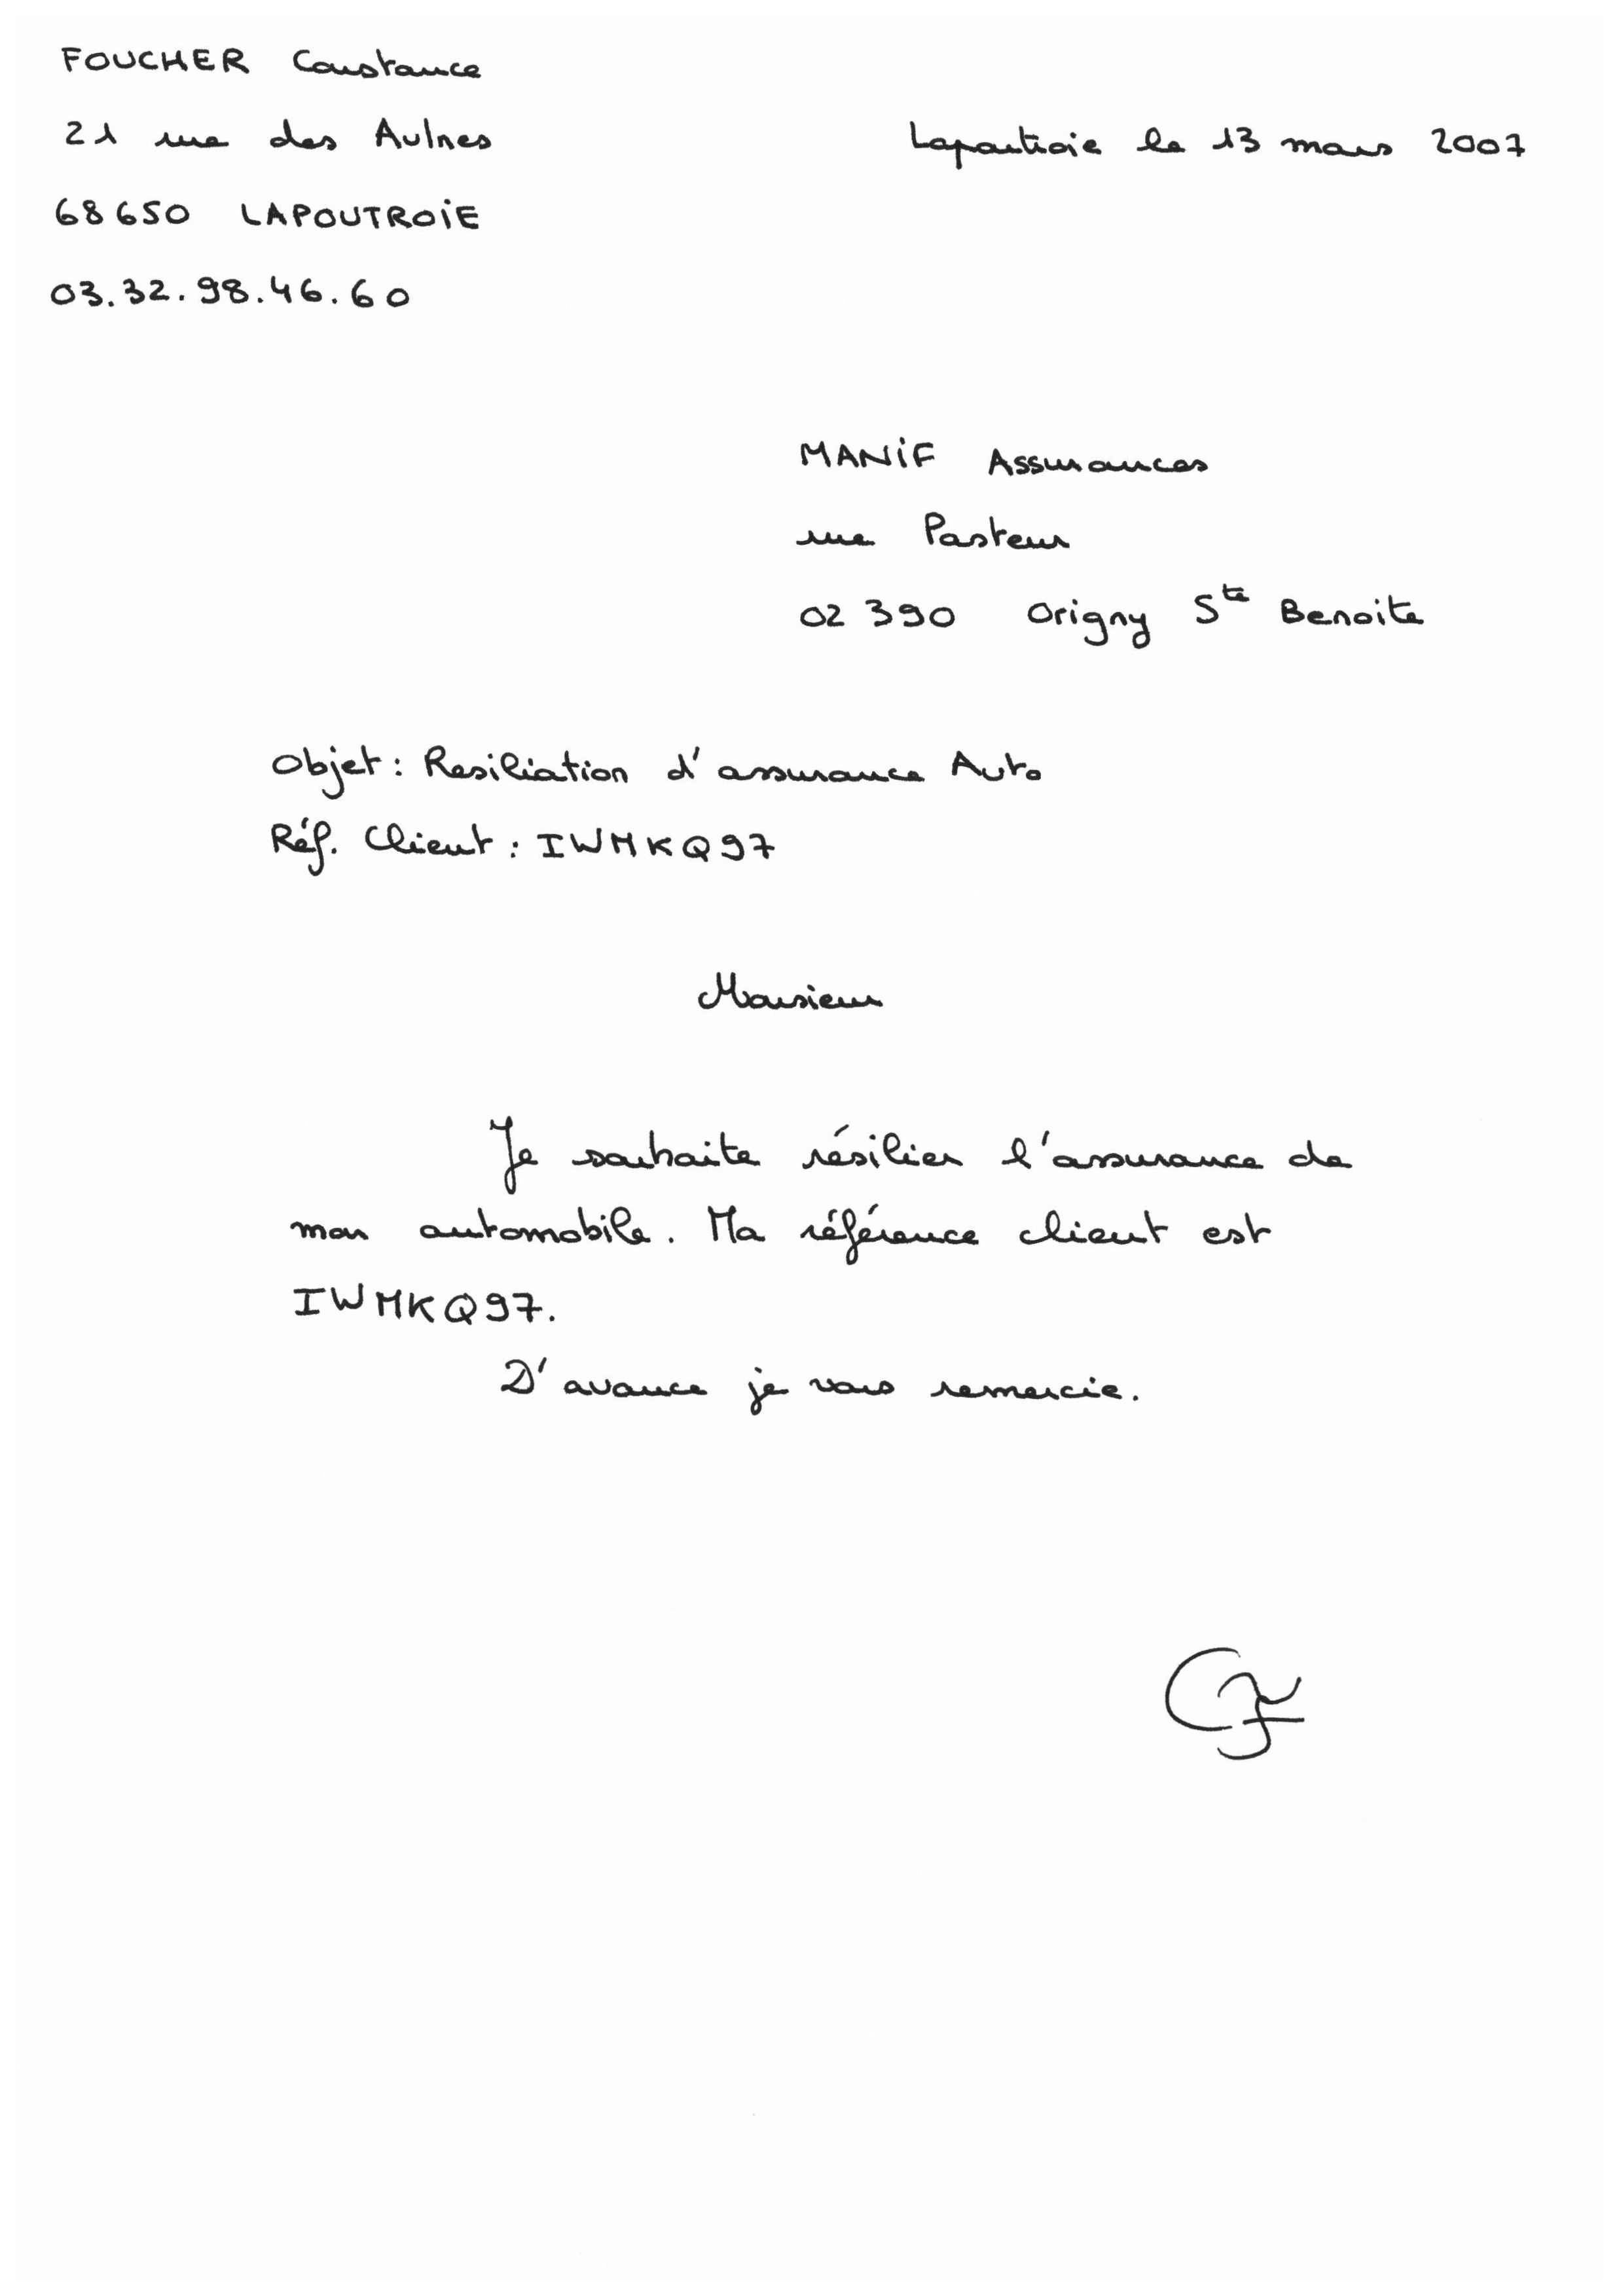 FOUCHER Constance
21 rue des Aulnes
68650 LAPOUTROIE
03.32.98.46.60
Lapoutroie le 13 mars 2007
MANIF Assurances
rue Pasteur
02 390 Origny Ste Benoite
Objet : Resiliation d'assurance Auto
Réf. Client : IWMKQ97
Monsieur
Je souhaite résilier l'assurance de
mon automobile. Ma référence client est
IWMKQ97.
D'avance je vous remercie.